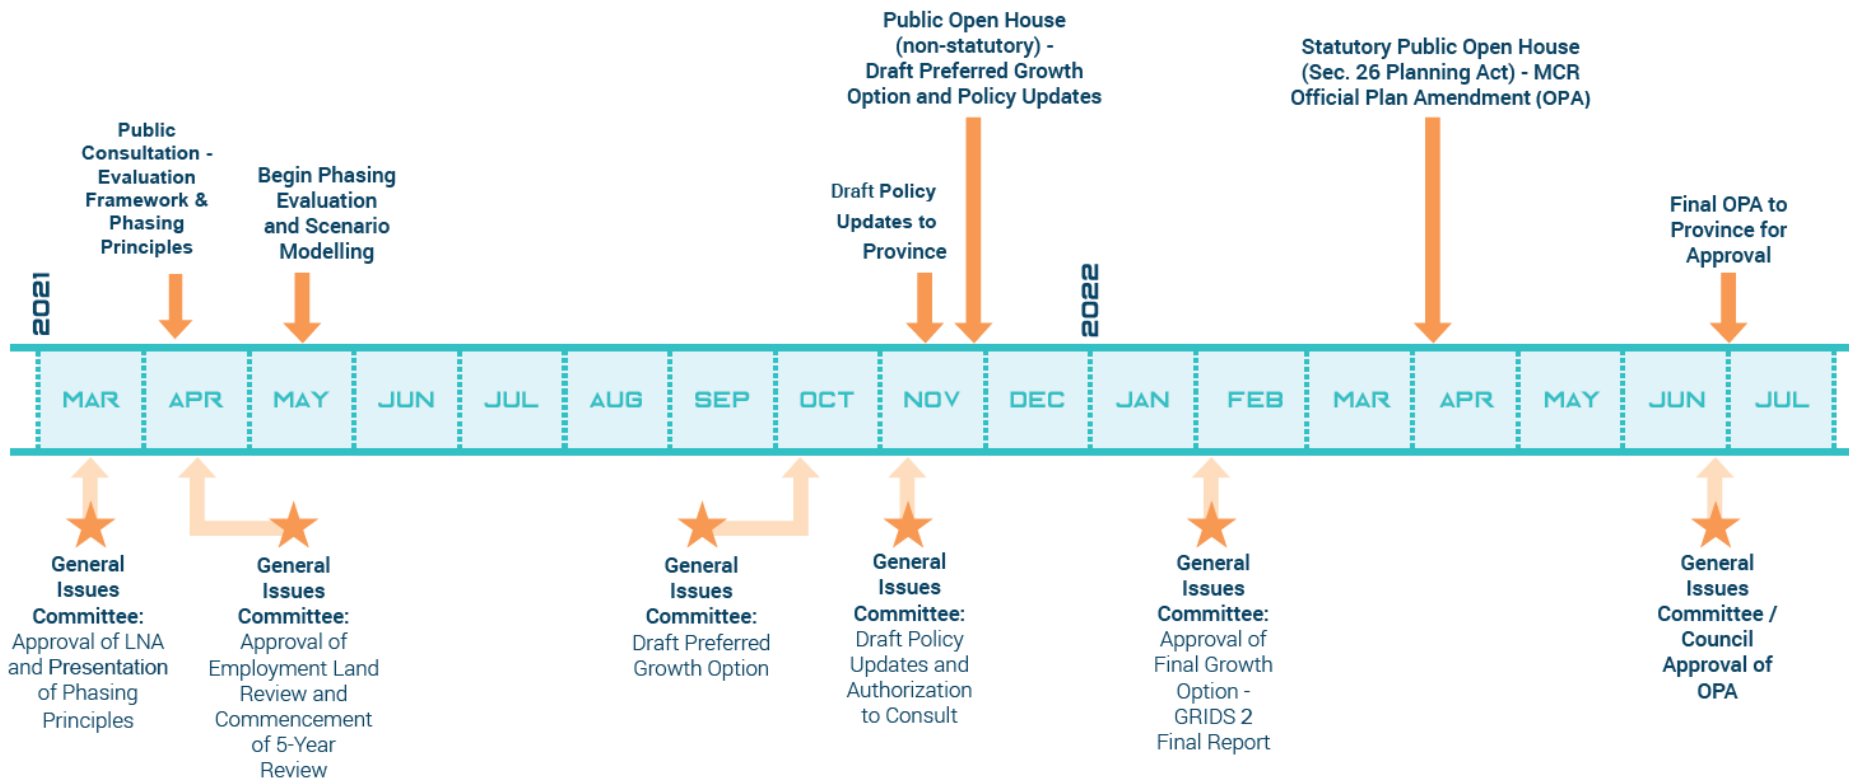 Public Open House
(non-statutory) -
Draft Preferred Growth
Option and Policy Updates
Statutory Public Open House
(Sec. 26 Planning Act) - MCR
Official Plan Amendment (OPA)
Public
Consultation -
Evaluation
Framework &
Phasing
Principles
Begin Phasing
Evaluation
and Scenario
Modelling
Draft Policy
Updates to
Province
Final OPA to
Province for
Approval
2021
2022
MAR
APR
MAY
JUN
JUL
AUG
SEP
OCT
NOV
DEC
JAN
FEB
MAR
APR
MAY
JUN
JUL
General
Issues
Committee:
Approval of LNA
and Presentation
of Phasing
Principles
General
Issues
Committee:
Approval of
Employment Land
Review and
Commencement
of 5-Year
Review
General
Issues
Committee:
Draft Preferred
Growth Option
General
Issues
Committee:
Draft Policy
Updates and
Authorization
to Consult
General
Issues
Committee:
Approval of
Final Growth
Option -
GRIDS 2
Final Report
General
Issues
Committee /
Council
Approval of
OPA